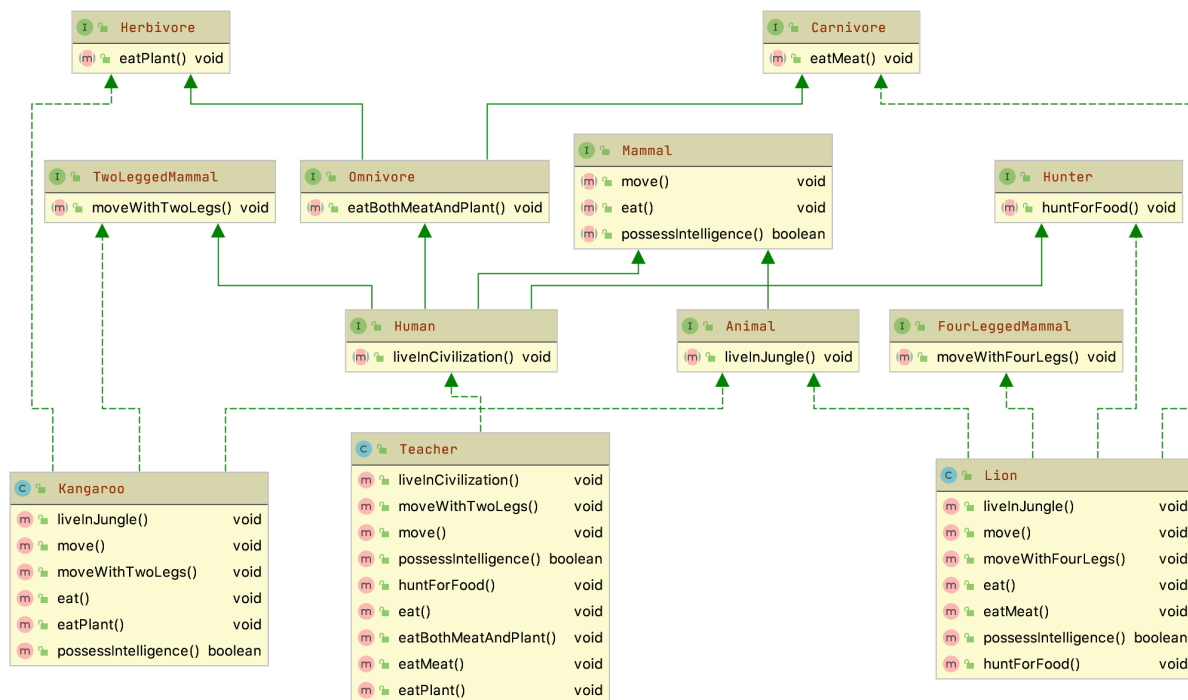 I Herbivore
m eatPlant() void
I Carnivore
m eatMeat() void
I TwoLeggedMammal
m moveWithTwoLegs() void
I Omnivore
m eatBothMeatAndPlant() void
I Mammal
m move() void
m eat() void
m possessIntelligence() boolean
I Hunter
m huntForFood() void
I Human
m liveInCivilization() void
I Animal
m liveInJungle() void
I FourLeggedMammal
m moveWithFourLegs() void
C Kangaroo
m liveInJungle() void
m move() void
m moveWithTwoLegs() void
m eat() void
m eatPlant() void
m possessIntelligence() boolean
C Teacher
m liveInCivilization() void
m moveWithTwoLegs() void
m move() void
m possessIntelligence() boolean
m huntForFood() void
m eat() void
m eatBothMeatAndPlant() void
m eatMeat() void
m eatPlant() void
C Lion
m liveInJungle() void
m move() void
m moveWithFourLegs() void
m eat() void
m eatMeat() void
m possessIntelligence() boolean
m huntForFood() void